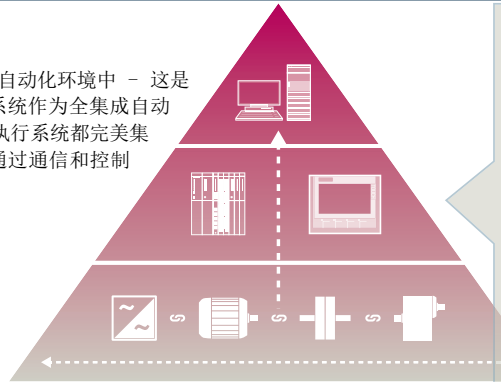 自动化环境中 – 这是
系统作为全集成自动
执行系统都完美集
通过通信和控制